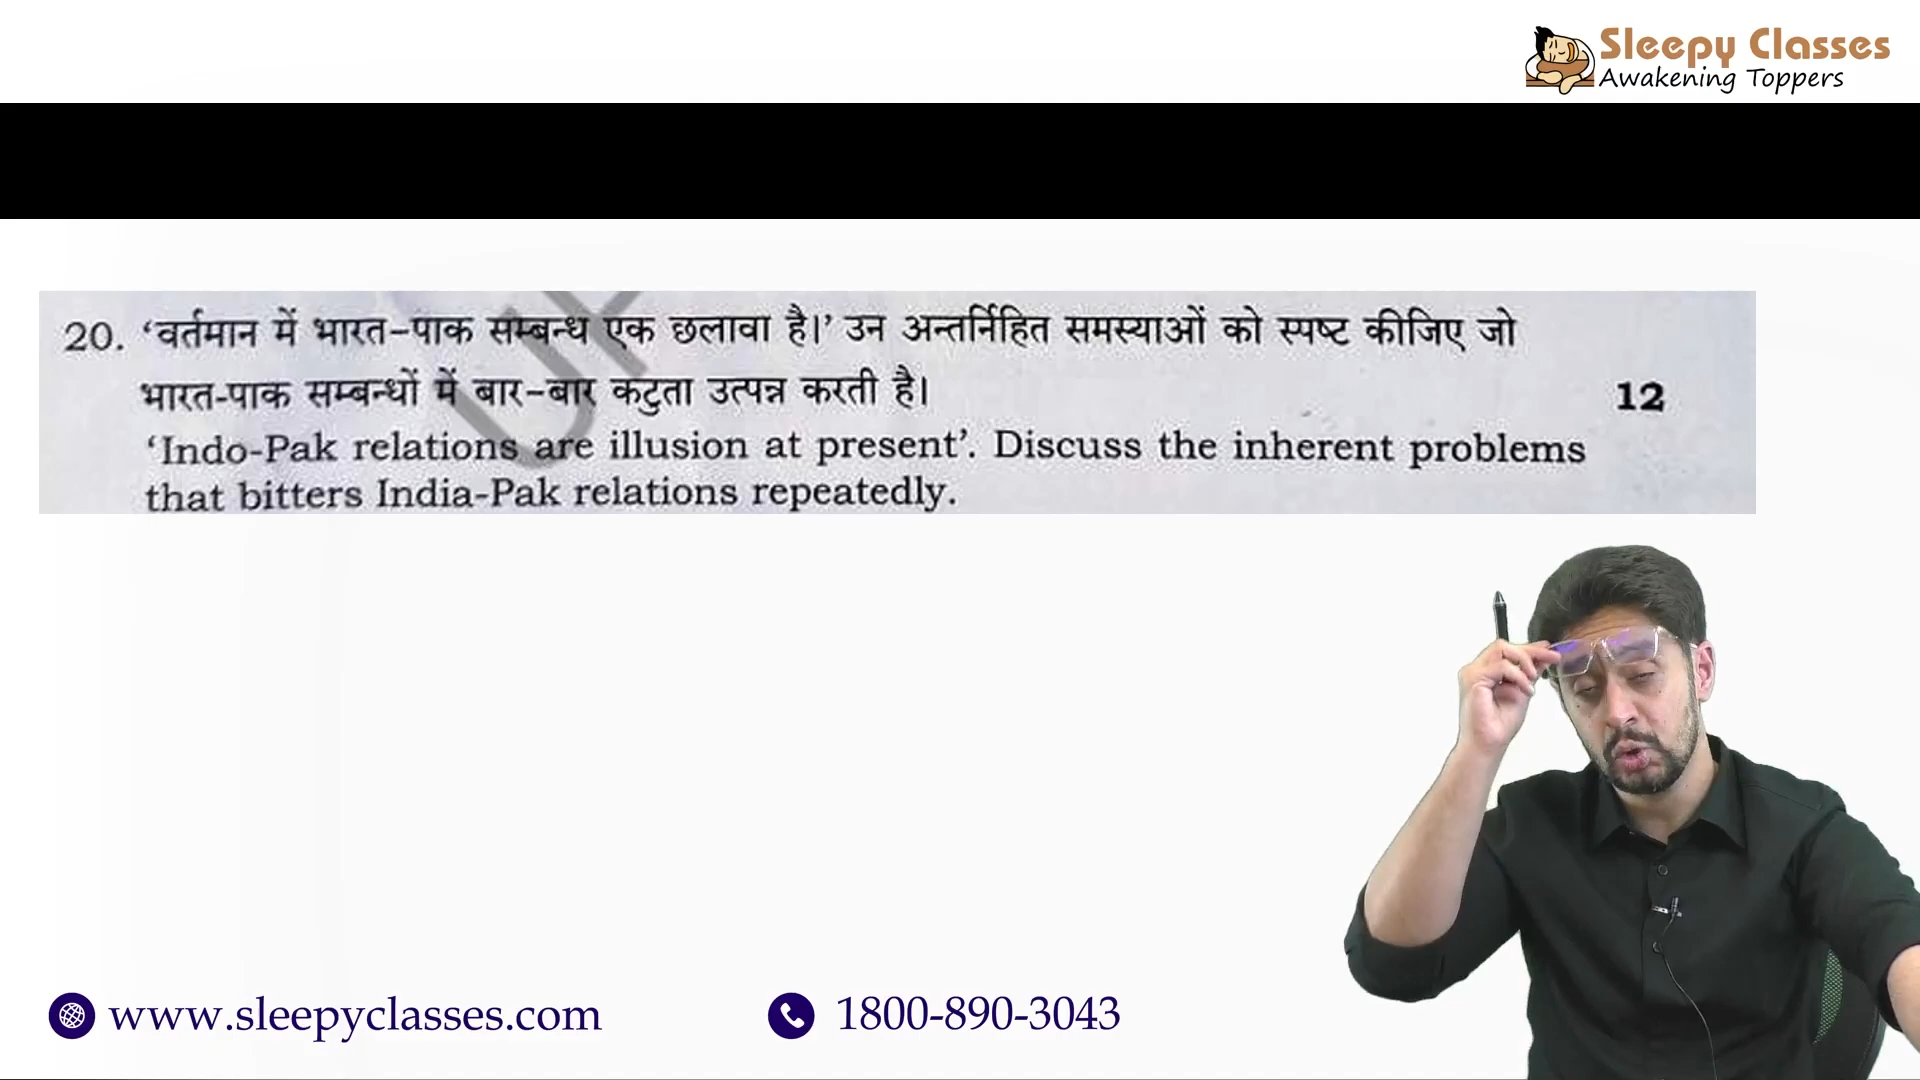 Sleepy Classes
Awakening Toppers
20. ‘वर्तमान में भारत-पाक सम्बन्ध एक छलावा है।’ उन अन्तर्निहित समस्याओं को स्पष्ट कीजिए जो
भारत-पाक सम्बन्धों में बार-बार कटुता उत्पन्न करती है। 12
‘Indo-Pak relations are illusion at present’. Discuss the inherent problems
that bitters India-Pak relations repeatedly.
www.sleepyclasses.com
1800-890-3043